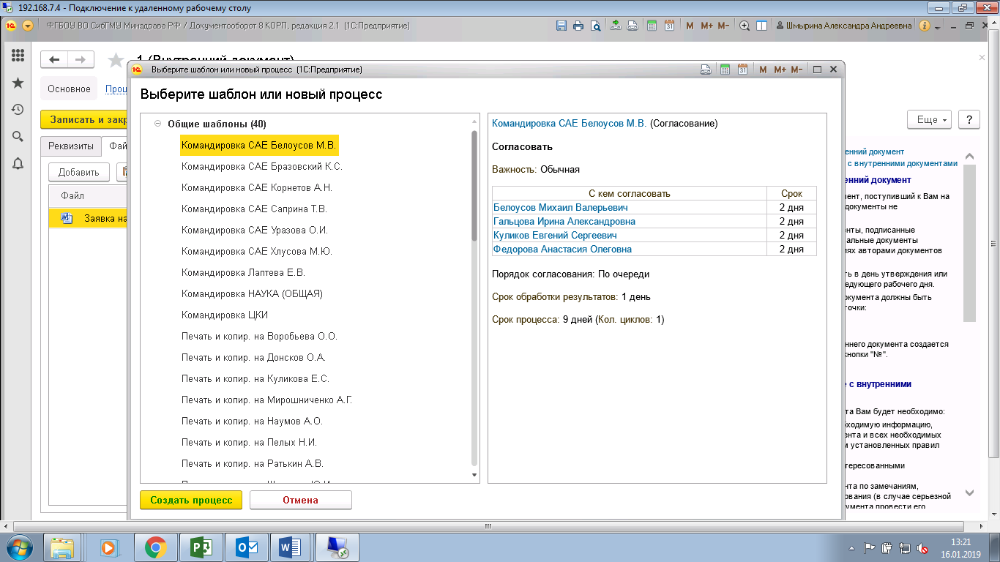 192.168.7.4 - Подключение к удаленному рабочему столу
ФГБОУ ВО СибГМУ Минздрава РФ / Документооборот 8 КОРП, редакция 2.1 (1С:Предприятие)
M M+ M-
Шмырина Александра Андреевна
1 (Внутренний документ)
Выберите шаблон или новый процесс (1С:Предприятие)
M M+ M-
Основное
Выберите шаблон или новый процесс
Записать и закр
Еще
?
Реквизиты
Фай
Добавить
Файл
Заявка на
Общие шаблоны (40)
Командировка САЕ Белоусов М.В.
Командировка САЕ Бразовский К.С.
Командировка САЕ Корнетов А.Н.
Командировка САЕ Саприна Т.В.
Командировка САЕ Уразова О.И.
Командировка САЕ Хлусова М.Ю.
Командировка Лаптева Е.В.
Командировка НАУКА (ОБЩАЯ)
Командировка ЦКИ
Печать и копир. на Воробьева О.О.
Печать и копир. на Донсков О.А.
Печать и копир. на Куликова Е.С.
Печать и копир. на Мирошниченко А.Г.
Печать и копир. на Наумов А.О.
Печать и копир. на Пелых Н.И.
Печать и копир. на Ратькин А.В.
Командировка САЕ Белоусов М.В. (Согласование)
Согласовать
Важность: Обычная
С кем согласовать Срок
Белоусов Михаил Валерьевич 2 дня
Гальцова Ирина Александровна 2 дня
Куликов Евгений Сергеевич 2 дня
Федорова Анастасия Олеговна 2 дня
Порядок согласования: По очереди
Срок обработки результатов: 1 день
Срок процесса: 9 дней (Кол. циклов: 1)
енний документ
с внутренними документами
енний документ
мент, поступивший к Вам на
документы не
енты, подписанные
альные документы
иях авторами документов
ть в день утверждения или
едующего рабочего дня.
окумента должны быть
точки:
ннего документа создается
кнопки "№".
е с внутренними
та Вам будет необходимо:
бходимую информацию,
ента и всех необходимых
м установленных правил
тересованными
ента по замечаниям,
ования (в случае серьезной
окумента провести его
Создать процесс
Отмена
13:21
16.01.2019